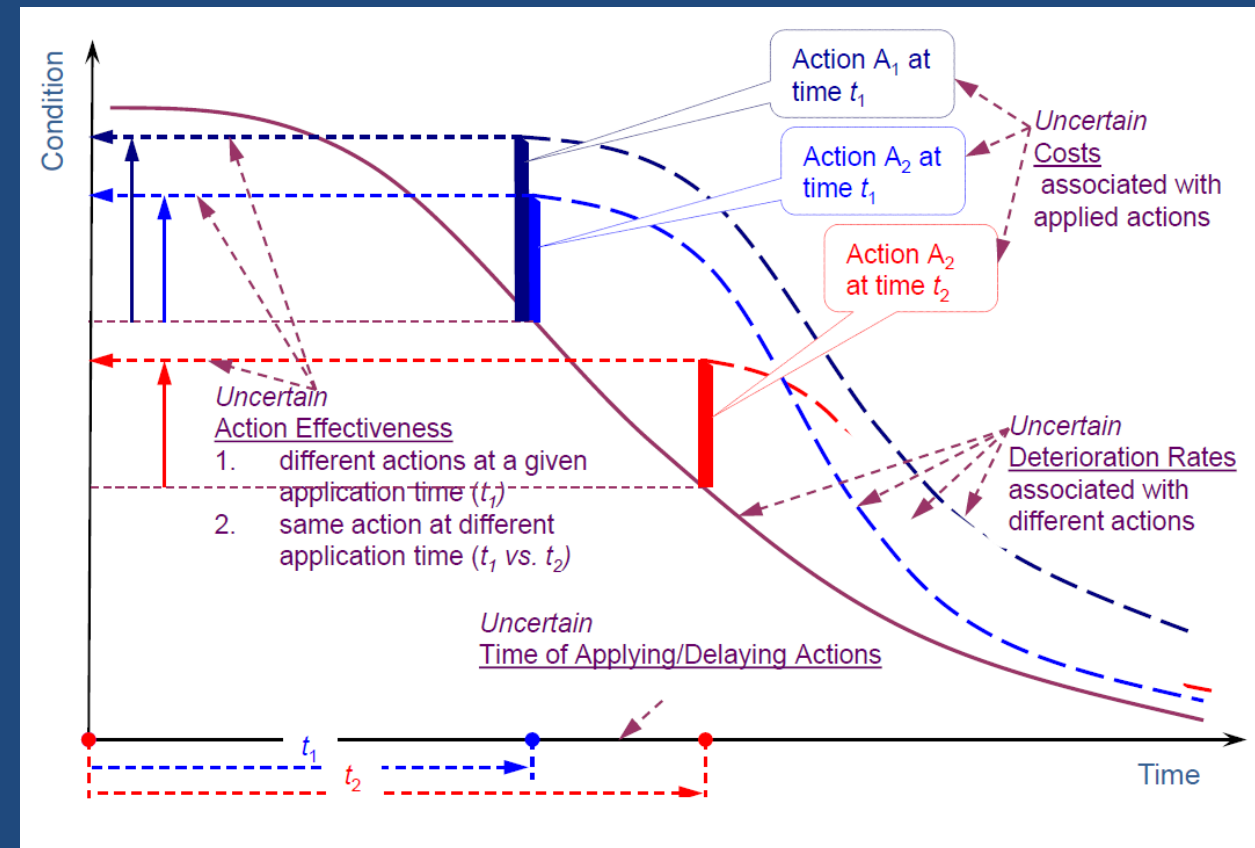 Condition
Action A₁ at
time t₁
Uncertain
Costs
associated with
applied actions
Action A₂ at
time t₁
Action A₂
at time t₂
Uncertain
Action Effectiveness
1. different actions at a given
application time (t₁)
2. same action at different
application time (t₁ vs. t₂)
Uncertain
Deterioration Rates
associated with
different actions
Uncertain
Time of Applying/Delaying Actions
t₁
t₂
Time